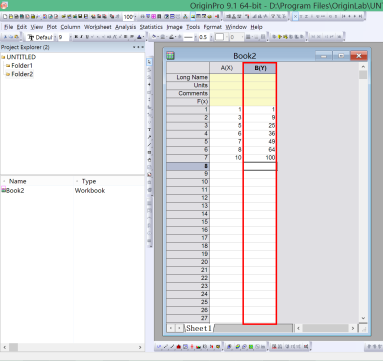 OriginPro 9.1 64-bit - D:\Program Files\OriginLab\UN
File Edit View Plot Column Worksheet Analysis Statistics Image Tools Format Window Help
Default: 9
0.5
0
Project Explorer (2)
UNTITLED
Folder1
Folder2
Name Type
Book2 Workbook
Book2
A(X) B(Y)
Long Name
Units
Comments
F(x)
1 1 1
2 3 9
3 5 25
4 6 36
5 7 49
6 8 64
7 10 100
8
9
10
11
12
13
14
15
16
17
18
19
20
21
22
23
24
25
26
27
Sheet1